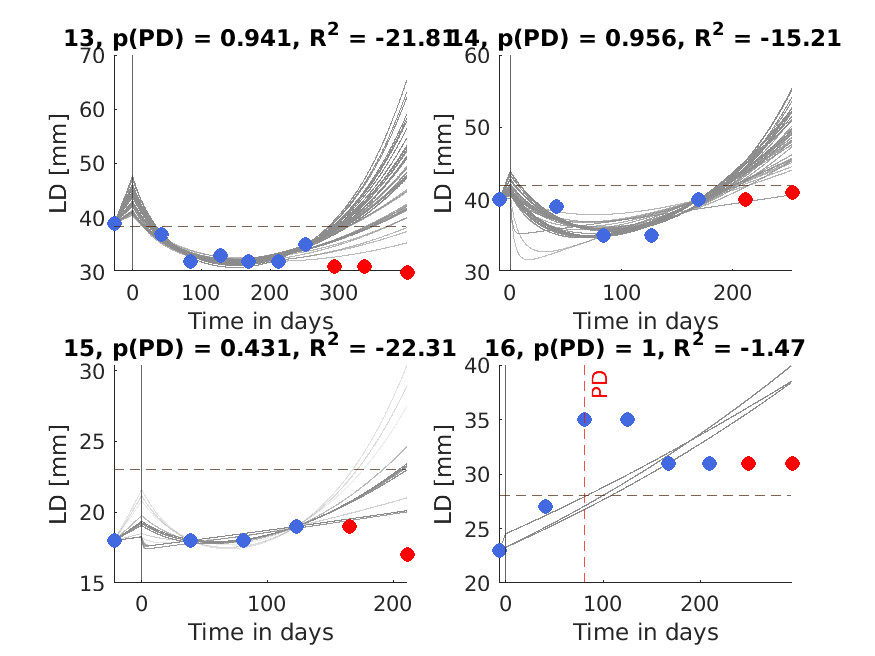 13, p(PD) = 0.941, R2 = -21.81
14, p(PD) = 0.956, R2 = -15.21
70
60
50
40
30
LD [mm]
0
100
200
300
Time in days
60
50
40
30
LD [mm]
0
100
200
Time in days
15, p(PD) = 0.431, R2 = -22.31
16, p(PD) = 1, R2 = -1.47
30
25
20
15
LD [mm]
0
100
200
Time in days
40
35
30
25
20
LD [mm]
PD
0
100
200
Time in days